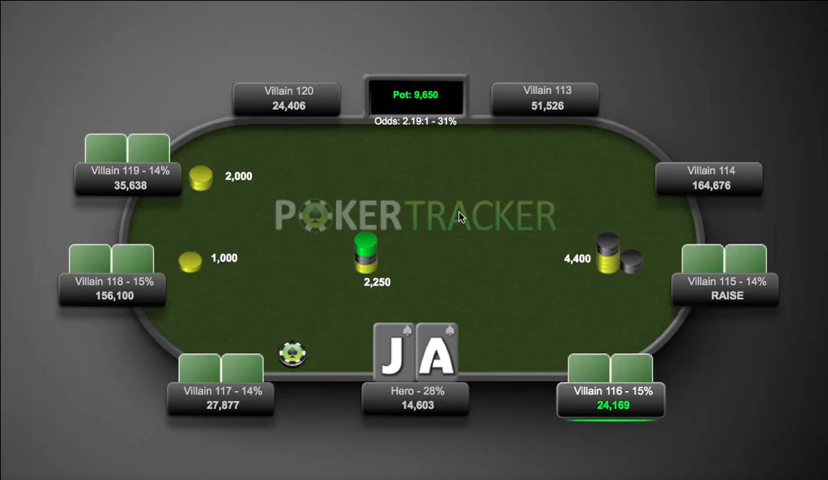 Villain 120
24,406
Pot: 9,650
Odds: 2.19:1 - 31%
Villain 113
51,526
Villain 119 - 14%
35,638
2,000
Villain 114
164,676
POKERTRACKER
Villain 118 - 15%
156,100
1,000
2,250
4,400
Villain 115 - 14%
RAISE
J A
Villain 117 - 14%
27,877
Hero - 28%
14,603
Villain 116 - 15%
24,169